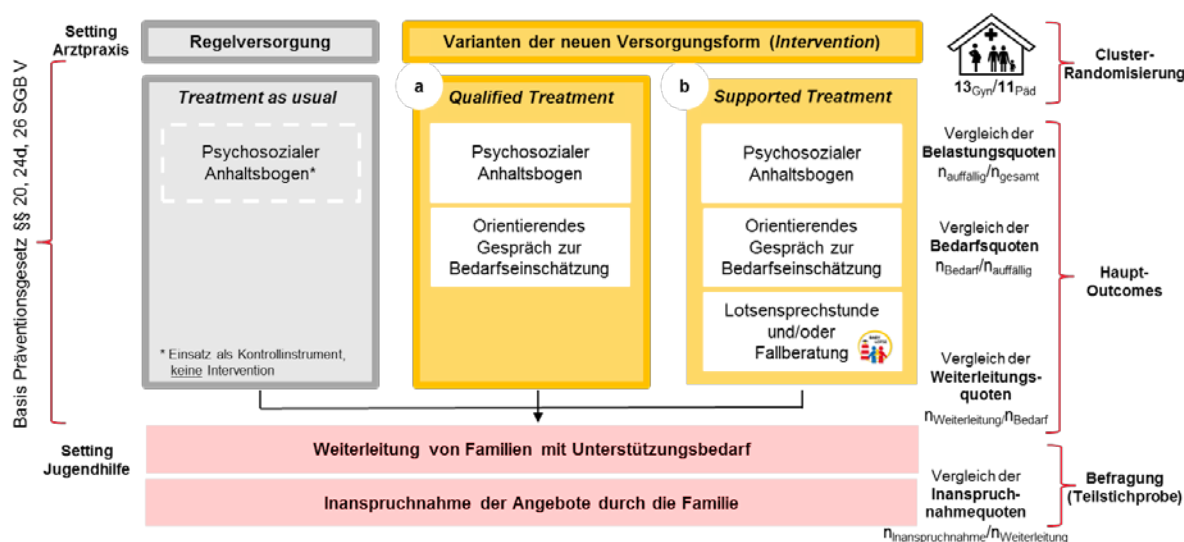 Setting
Arztpraxis
Regelversorgung
Varianten der neuen Versorgungsform (Intervention)
13Gyn/11Päd
Cluster-
Randomisierung
Basis Präventionsgesetz §§ 20, 24d, 26 SGB V
Treatment as usual
Psychosozialer
Anhaltsbogen*
* Einsatz als Kontrollinstrument,
keine Intervention
a
Qualified Treatment
Psychosozialer
Anhaltsbogen
Orientierendes
Gespräch zur
Bedarfseinschätzung
b
Supported Treatment
Psychosozialer
Anhaltsbogen
Orientierendes
Gespräch zur
Bedarfseinschätzung
Lotsensprechstunde
und/oder
Fallberatung
Vergleich der
Belastungsquoten
nauffällig/ngesamt
Vergleich der
Bedarfsquoten
nBedarf/nauffällig
Vergleich der
Weiterleitungs-
quoten
nWeiterleitung/nBedarf
Haupt-
Outcomes
Setting
Jugendhilfe
Weiterleitung von Familien mit Unterstützungsbedarf
Inanspruchnahme der Angebote durch die Familie
Vergleich der
Inanspruch-
nahmequoten
nInanspruchnahme/nWeiterleitung
Befragung
(Teilstichprobe)